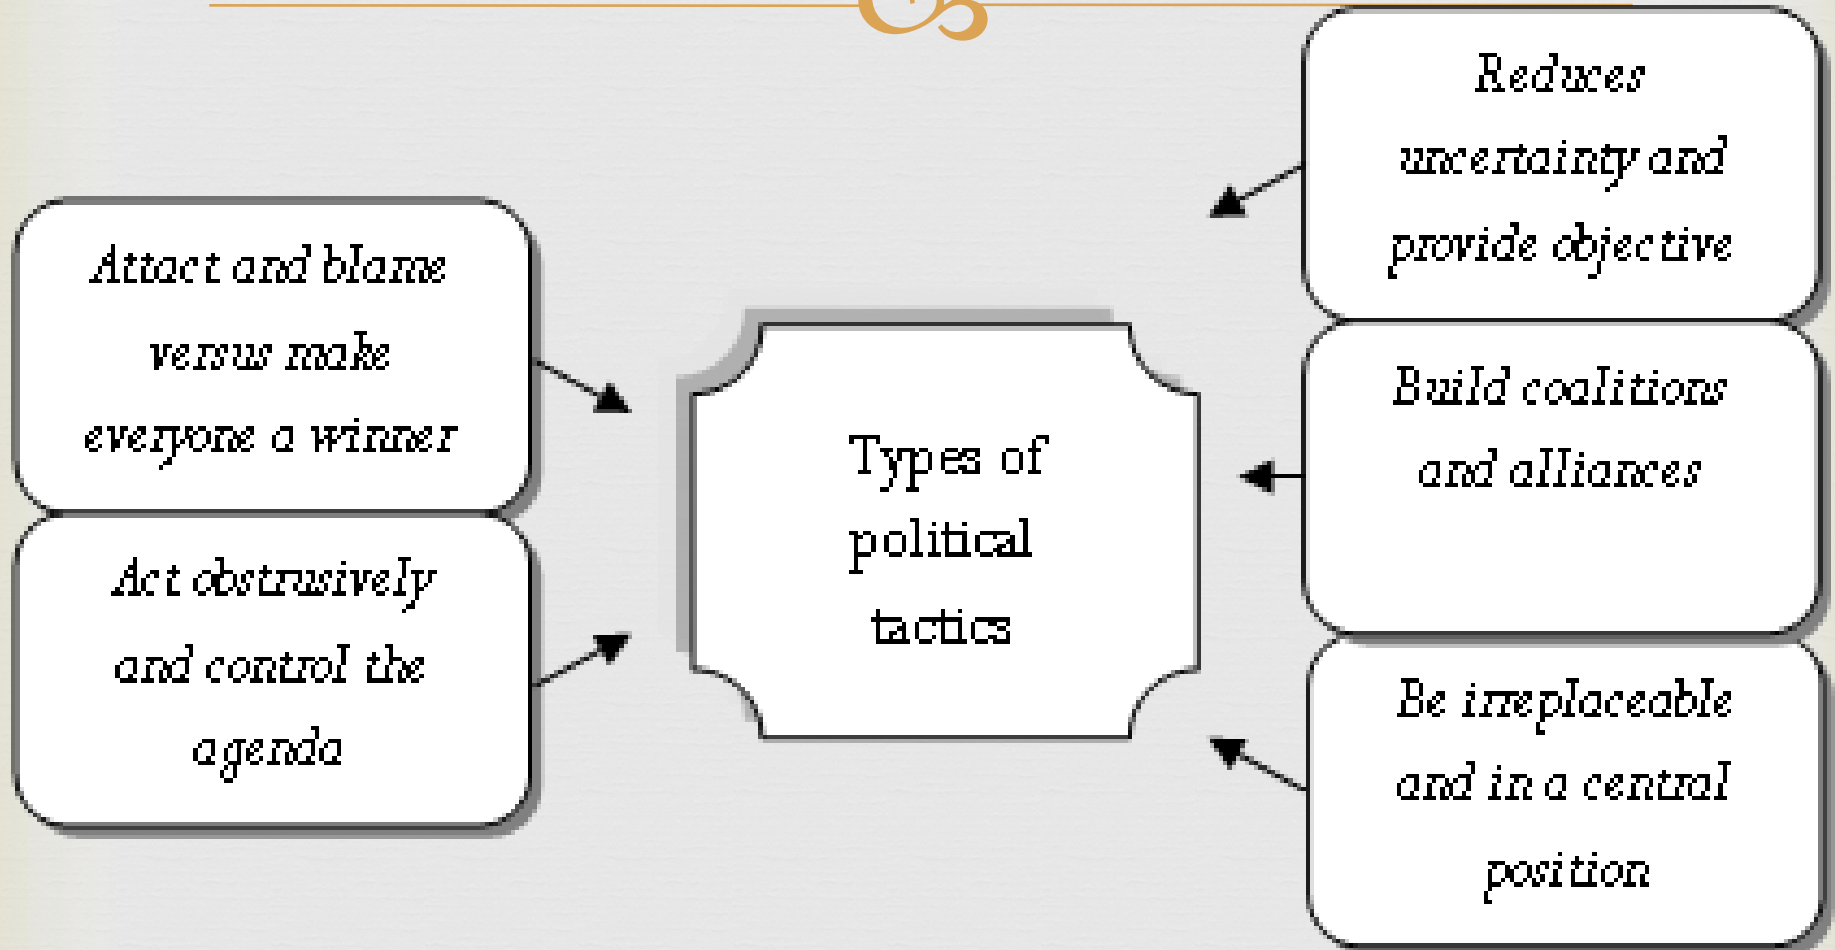 Attact and blame
versus make
everyone a winner
Act obstrusively
and control the
agenda
Types of
political
tactics
Reduces
uncertainty and
provide objective
Build coalitions
and alliances
Be irreplaceable
and in a central
position